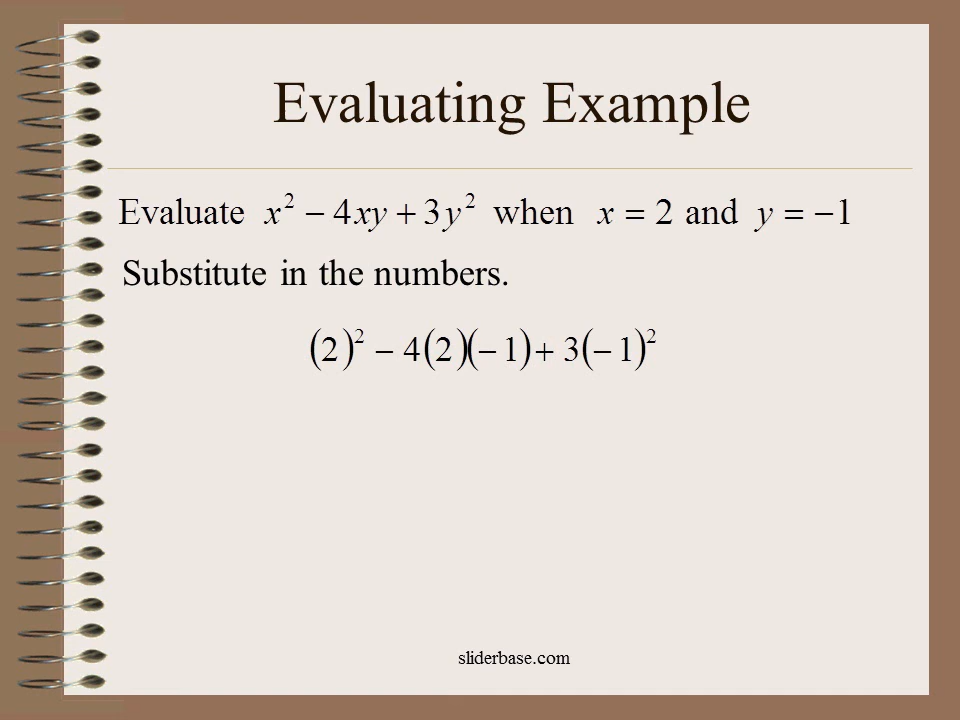 Evaluating Example
Evaluate x² − 4xy + 3y² when x = 2 and y = −1
Substitute in the numbers.
(2)² − 4(2)(−1) + 3(−1)²
sliderbase.com